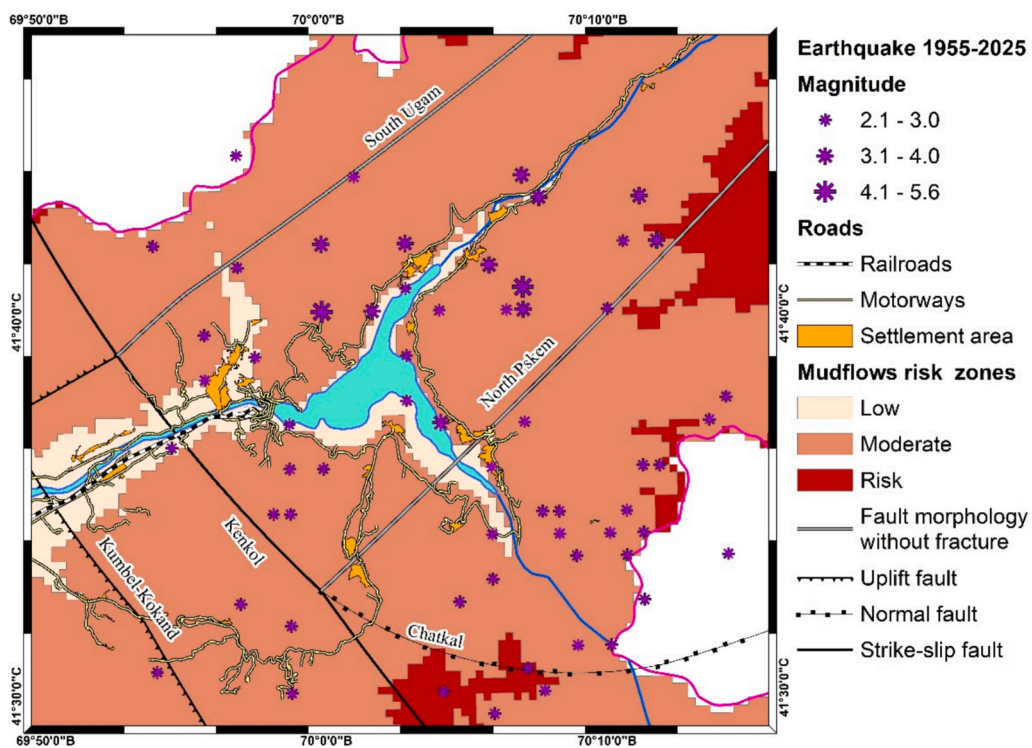 69°50'0"B
70°0'0"B
70°10'0"B
41°40'0"C
41°30'0"C
41°40'0"C
41°30'0"C
69°50'0"B
70°0'0"B
70°10'0"B
South Ugam
North Pskem
Kenkol
Kumbel-Kokand
Chatkal
Earthquake 1955-2025
Magnitude
2.1 - 3.0
3.1 - 4.0
4.1 - 5.6
Roads
Railroads
Motorways
Settlement area
Mudflows risk zones
Low
Moderate
Risk
Fault morphology
without fracture
Uplift fault
Normal fault
Strike-slip fault